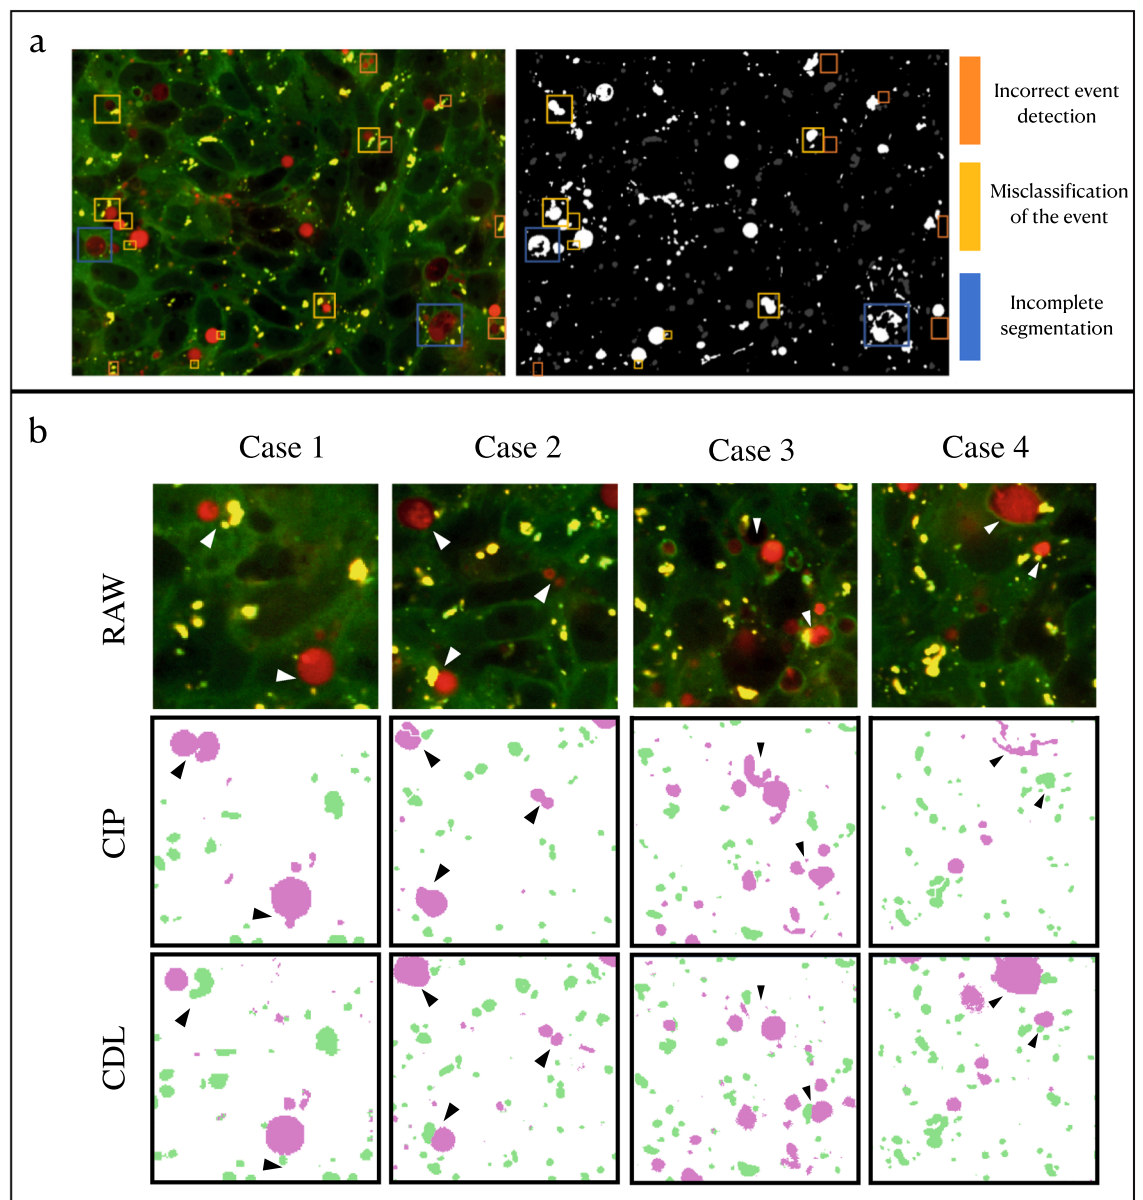 a
Incorrect event
detection
Misclassification
of the event
Incomplete
segmentation
b
Case 1
Case 2
Case 3
Case 4
RAW
CIP
CDL